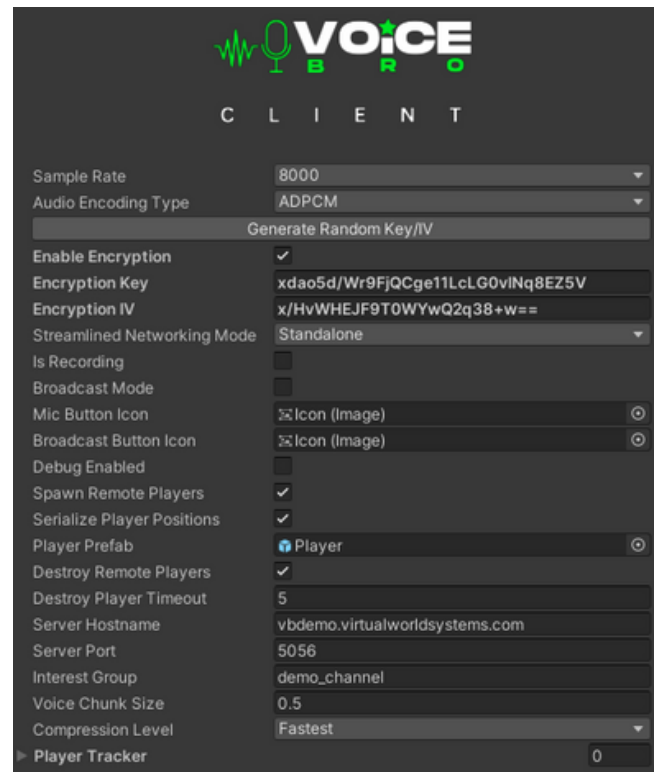 VOiCE
BRO
CLIENT
Sample Rate 8000
Audio Encoding Type ADPCM
Generate Random Key/IV
Enable Encryption
Encryption Key xdao5d/Wr9FjQCge11LcLG0vlNq8EZ5V
Encryption IV x/HvWHEJF9T0WYwQ2q38+w==
Streamlined Networking Mode Standalone
Is Recording
Broadcast Mode
Mic Button Icon Icon (Image)
Broadcast Button Icon Icon (Image)
Debug Enabled
Spawn Remote Players
Serialize Player Positions
Player Prefab Player
Destroy Remote Players
Destroy Player Timeout 5
Server Hostname vbdemo.virtualworldsystems.com
Server Port 5056
Interest Group demo_channel
Voice Chunk Size 0.5
Compression Level Fastest
Player Tracker 0